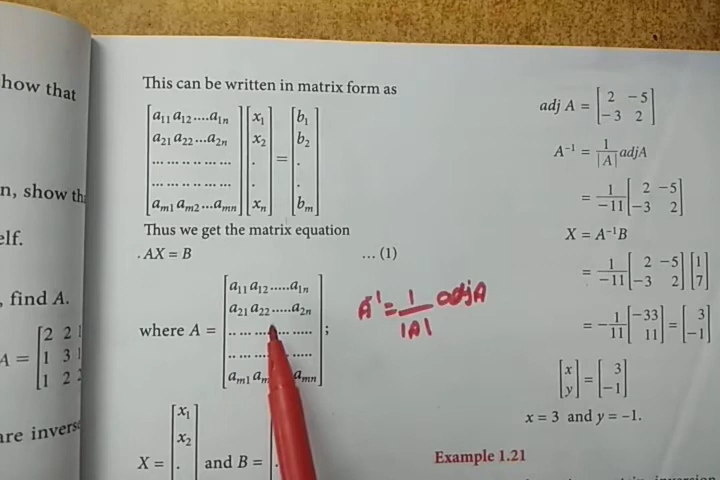 how that
n, show th
elf.
, find A.
A = [2 2 1
1 3 1
1 2 2
are invers
This can be written in matrix form as
[a11 a12 ....a1n] [x1] [b1]
[a21 a22 ....a2n] [x2] = [b2]
[... ... .. ... ...] [.] [.]
[... ... .. ... ...] [.] [.]
[am1 am2 ...amn] [xn] [bm]
Thus we get the matrix equation
AX = B ... (1)
where A = [a11 a12 .....a1n]
[a21 a22 .....a2n]
[.. ... ... ... .....] ;
[.. ... ... .....]
[am1 am amn]
X = [x1
x2
. and B = .
A⁻¹ = 1/|A| adjA
adj A = [2 −5]
[−3 2]
A⁻¹ = 1/|A| adjA
= 1/−11 [2 −5]
[−3 2]
X = A⁻¹B
= 1/−11 [2 −5] [1]
[−3 2] [7]
= −1/11 [−33] = [3]
[11] [−1]
[x] = [3]
[y] [−1]
x = 3 and y = −1.
Example 1.21